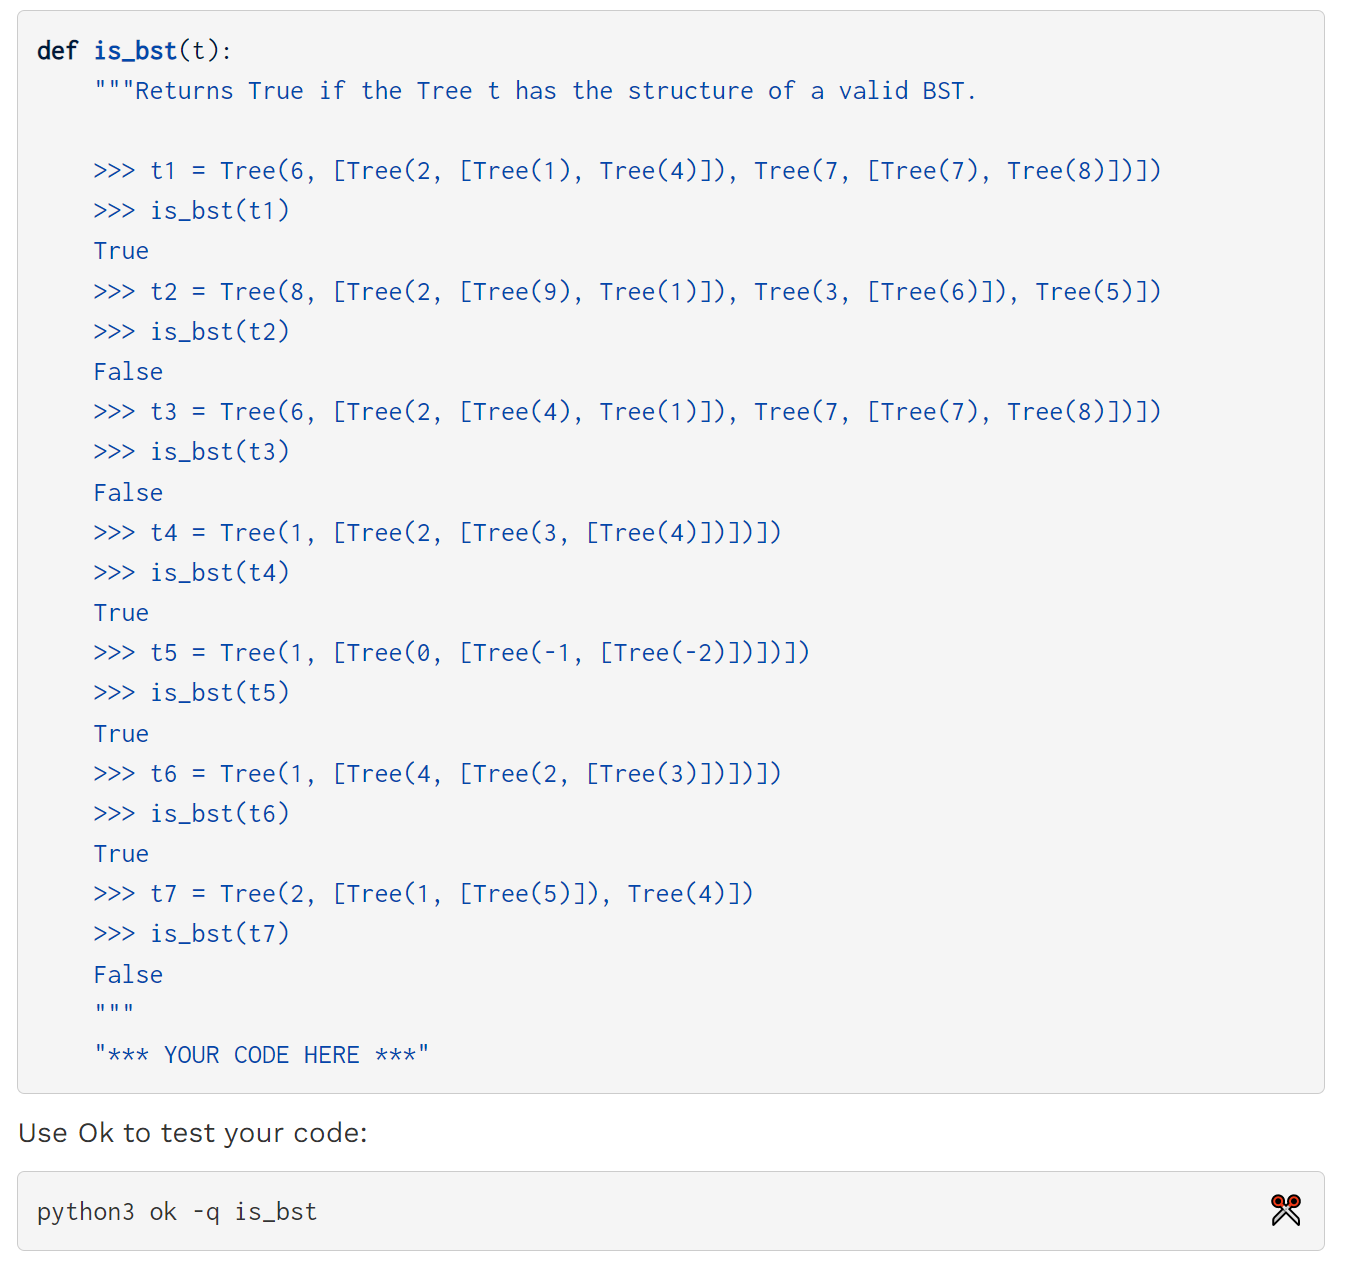 def is_bst(t):
    """Returns True if the Tree t has the structure of a valid BST.

    >>> t1 = Tree(6, [Tree(2, [Tree(1), Tree(4)]), Tree(7, [Tree(7), Tree(8)])])
    >>> is_bst(t1)
    True
    >>> t2 = Tree(8, [Tree(2, [Tree(9), Tree(1)]), Tree(3, [Tree(6)]), Tree(5)])
    >>> is_bst(t2)
    False
    >>> t3 = Tree(6, [Tree(2, [Tree(4), Tree(1)]), Tree(7, [Tree(7), Tree(8)])])
    >>> is_bst(t3)
    False
    >>> t4 = Tree(1, [Tree(2, [Tree(3, [Tree(4)])])])
    >>> is_bst(t4)
    True
    >>> t5 = Tree(1, [Tree(0, [Tree(-1, [Tree(-2)])])])
    >>> is_bst(t5)
    True
    >>> t6 = Tree(1, [Tree(4, [Tree(2, [Tree(3)])])])
    >>> is_bst(t6)
    True
    >>> t7 = Tree(2, [Tree(1, [Tree(5)]), Tree(4)])
    >>> is_bst(t7)
    False
    """
    "*** YOUR CODE HERE ***"
Use Ok to test your code:
python3 ok -q is_bst